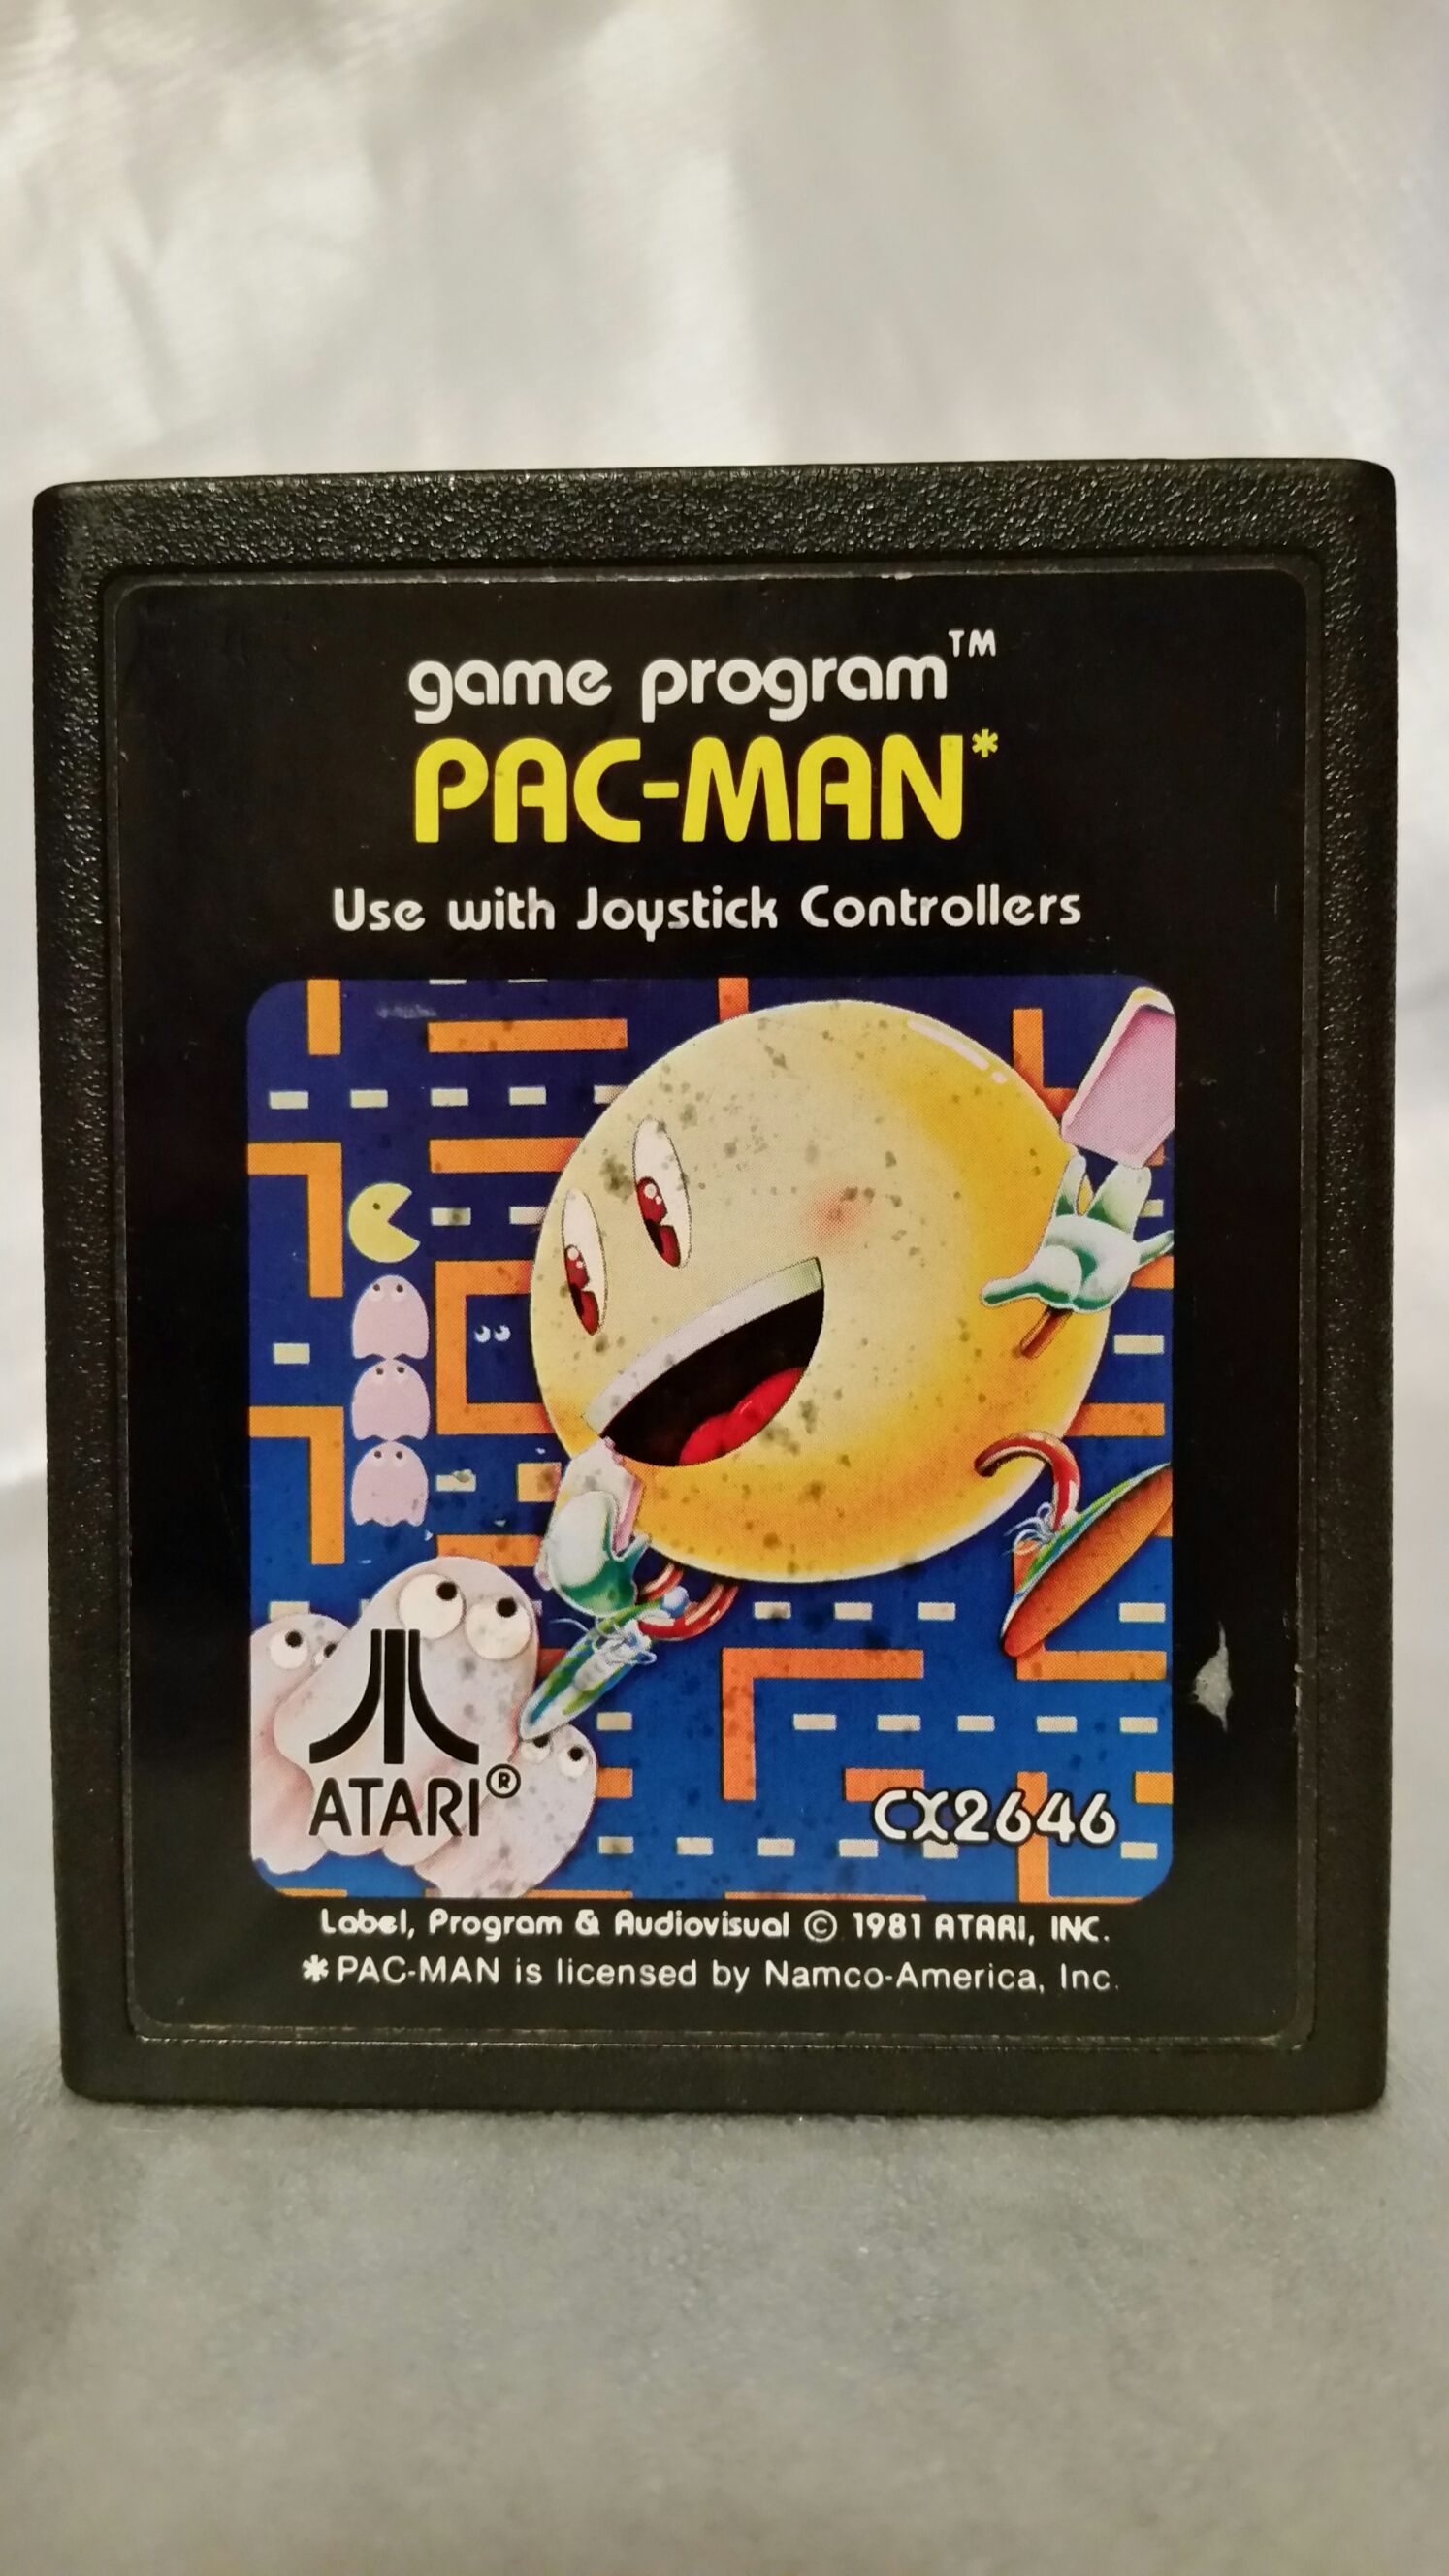 game program™
PAC-MAN*
Use with Joystick Controllers
ATARI®
CX2646
Label, Program & Audiovisual © 1981 ATARI, INC.
*PAC-MAN is licensed by Namco-America, Inc.